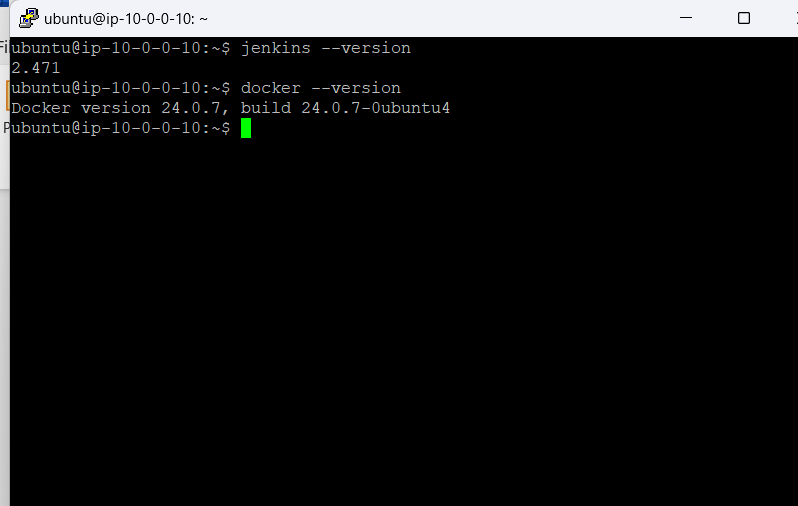 ubuntu@ip-10-0-0-10: ~
ubuntu@ip-10-0-0-10:~$ jenkins --version
2.471
ubuntu@ip-10-0-0-10:~$ docker --version
Docker version 24.0.7, build 24.0.7-0ubuntu4
ubuntu@ip-10-0-0-10:~$